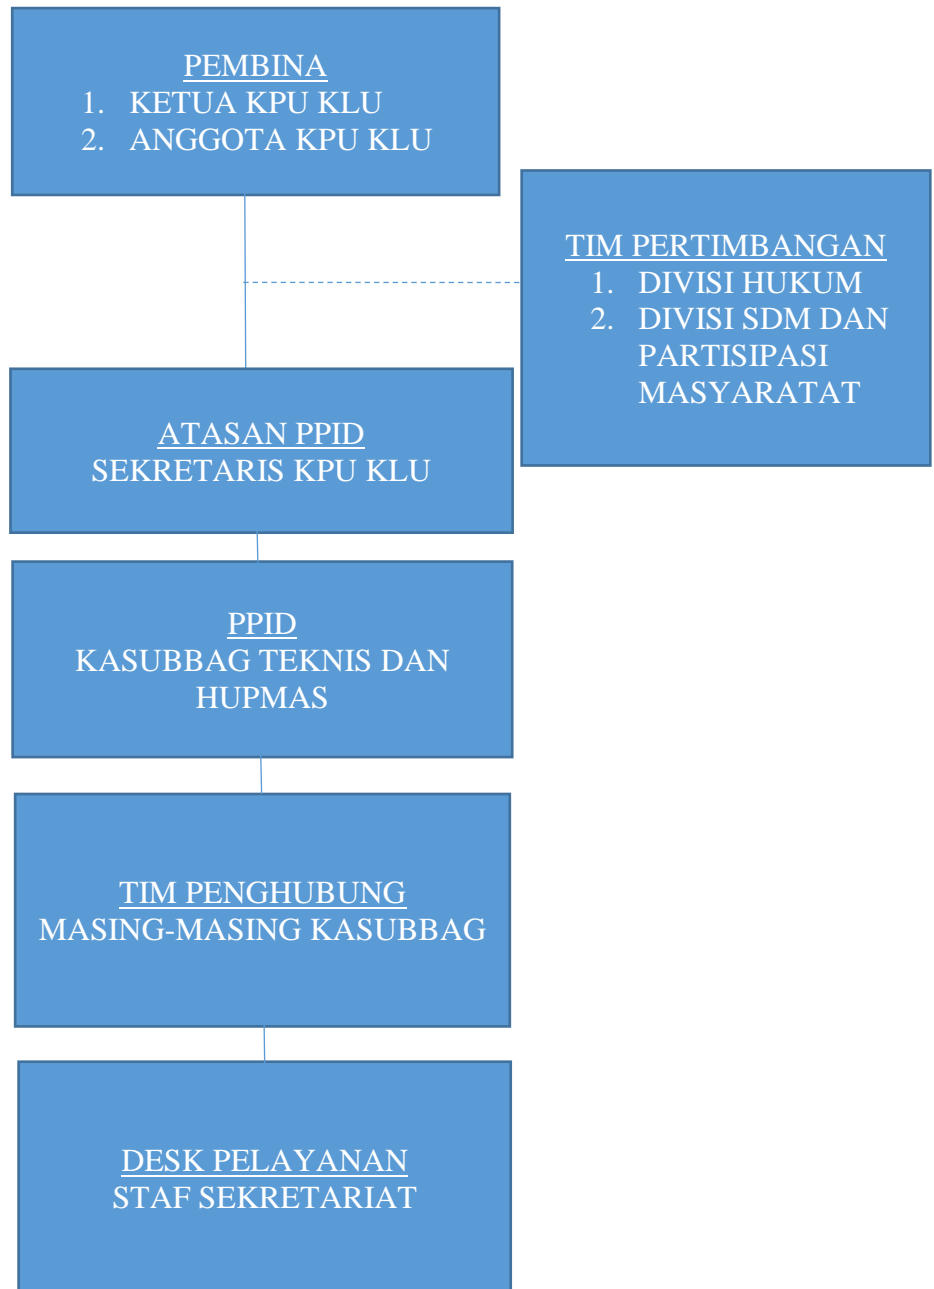 PEMBINA
1. KETUA KPU KLU
2. ANGGOTA KPU KLU
TIM PERTIMBANGAN
1. DIVISI HUKUM
2. DIVISI SDM DAN
PARTISIPASI
MASYARATAT
ATASAN PPID
SEKRETARIS KPU KLU
PPID
KASUBBAG TEKNIS DAN
HUPMAS
TIM PENGHUBUNG
MASING-MASING KASUBBAG
DESK PELAYANAN
STAF SEKRETARIAT